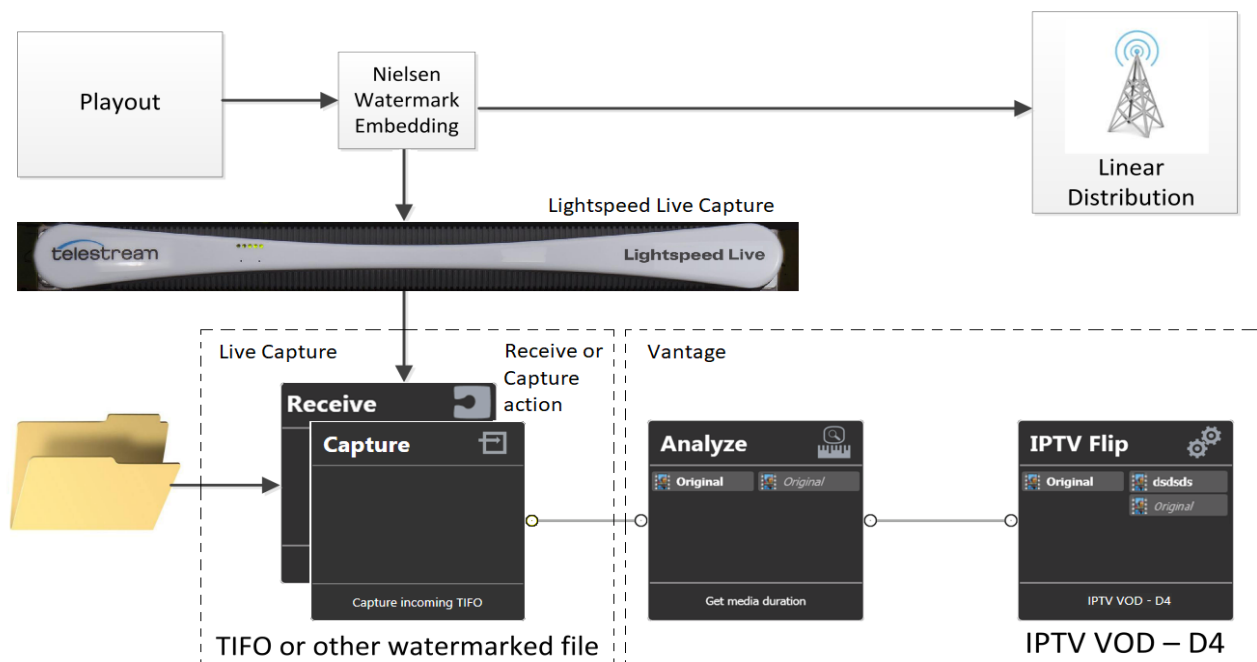 Playout
Nielsen
Watermark
Embedding
Linear
Distribution
Lightspeed Live Capture
telestream
Lightspeed Live
Live Capture
Receive or
Capture
action
Vantage
Receive
Capture
Capture incoming TIFO
Analyze
Original
Original
Get media duration
IPTV Flip
Original
dsdsds
Original
IPTV VOD - D4
TIFO or other watermarked file
IPTV VOD – D4